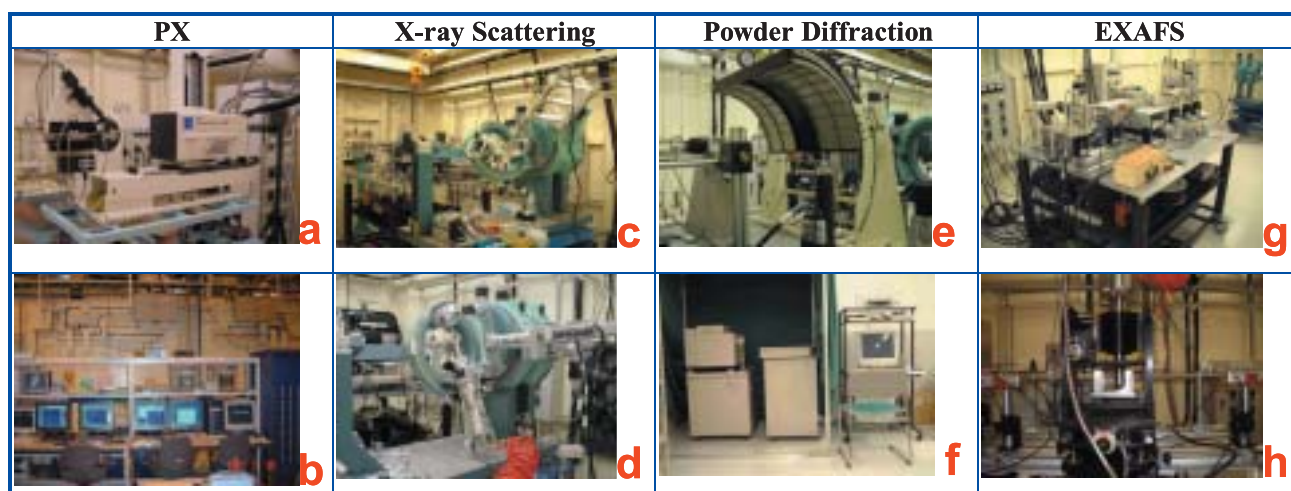 PX X-ray Scattering Powder Diffraction EXAFS
a c e g
b d f h